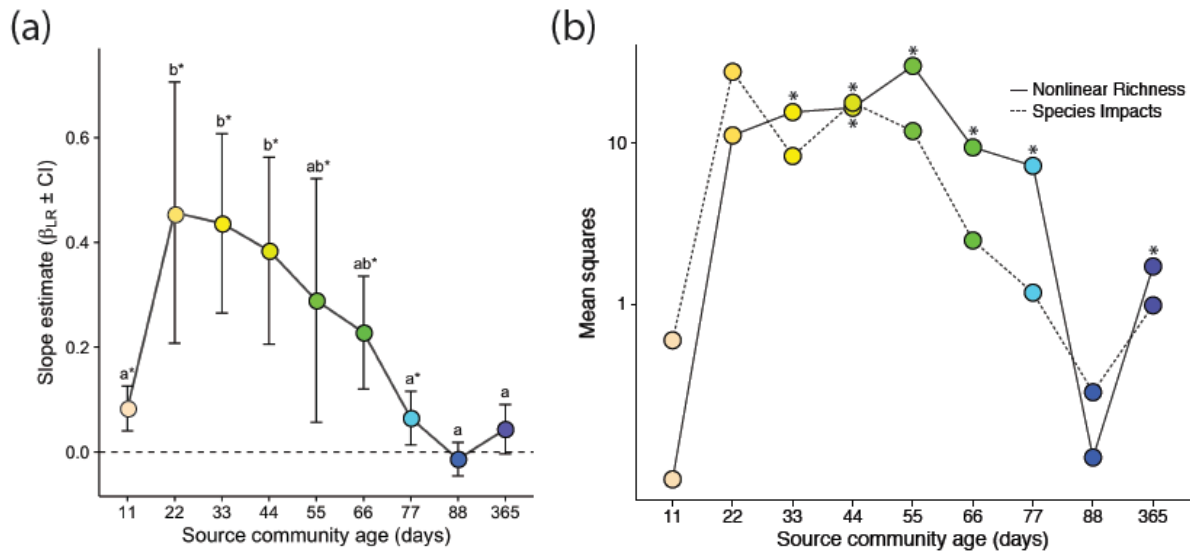 (a)
Slope estimate (βLR ± CI)
0.6
0.4
0.2
0.0
a*
b*
b*
b*
ab*
ab*
a*
a
a
11 22 33 44 55 66 77 88 365
Source community age (days)
(b)
Mean squares
10
1
Nonlinear Richness
Species Impacts
*
*
*
*
*
*
*
11 22 33 44 55 66 77 88 365
Source community age (days)